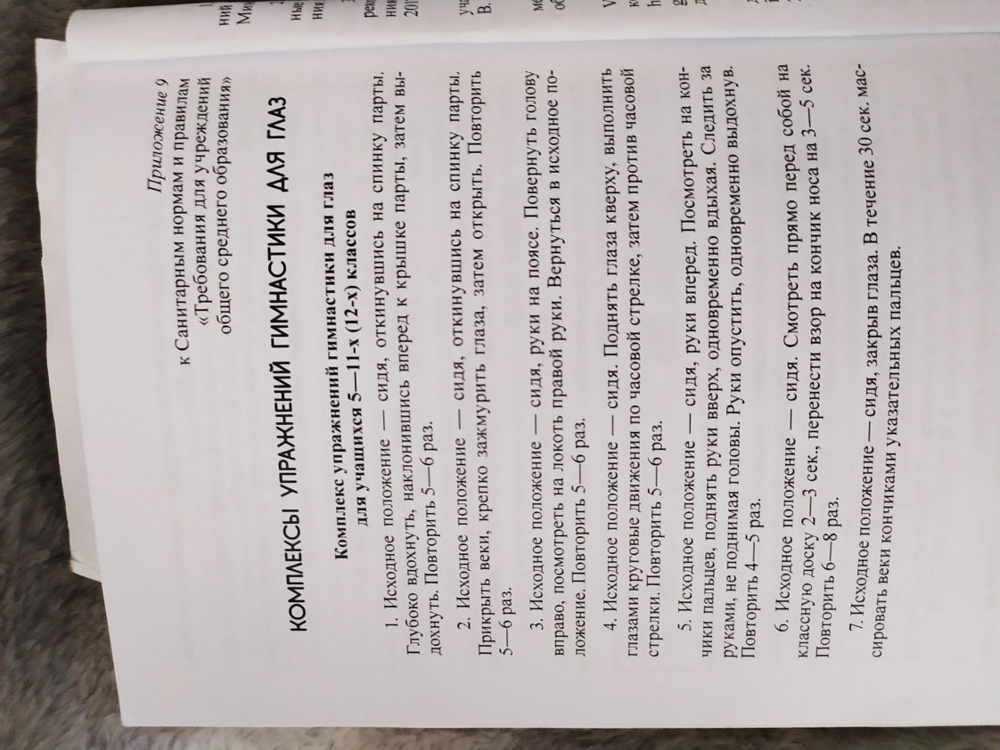 Приложение 9
к Санитарным нормам и правилам
«Требования для учреждений
общего среднего образования»
КОМПЛЕКСЫ УПРАЖНЕНИЙ ГИМНАСТИКИ ДЛЯ ГЛАЗ
Комплекс упражнений гимнастики для глаз
для учащихся 5—11-х (12-х) классов
1. Исходное положение — сидя, откинувшись на спинку парты.
Глубоко вдохнуть, наклонившись вперед к крышке парты, затем вы-
дохнуть. Повторить 5—6 раз.
2. Исходное положение — сидя, откинувшись на спинку парты.
Прикрыть веки, крепко зажмурить глаза, затем открыть. Повторить
5—6 раз.
3. Исходное положение — сидя, руки на поясе. Повернуть голову
вправо, посмотреть на локоть правой руки. Вернуться в исходное по-
ложение. Повторить 5—6 раз.
4. Исходное положение — сидя. Поднять глаза кверху, выполнить
глазами круговые движения по часовой стрелке, затем против часовой
стрелки. Повторить 5—6 раз.
5. Исходное положение — сидя, руки вперед. Посмотреть на кон-
чики пальцев, поднять руки вверх, одновременно вдыхая. Следить за
руками, не поднимая головы. Руки опустить, одновременно выдохнув.
Повторить 4—5 раз.
6. Исходное положение — сидя. Смотреть прямо перед собой на
классную доску 2—3 сек., перенести взор на кончик носа на 3—5 сек.
Повторить 6—8 раз.
7. Исходное положение — сидя, закрыв глаза. В течение 30 сек. мас-
сировать веки кончиками указательных пальцев.